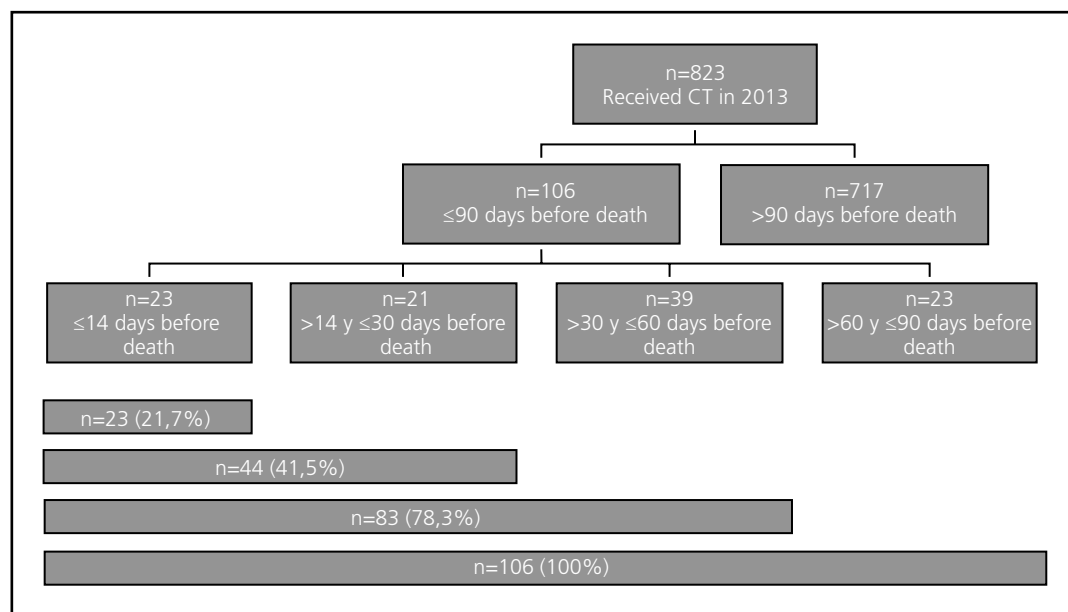 n=823
Received CT in 2013
n=106
≤90 days before death
n=717
>90 days before death
n=23
≤14 days before
death
n=21
>14 y ≤30 days before
death
n=39
>30 y ≤60 days before
death
n=23
>60 y ≤90 days before
death
n=23 (21,7%)
n=44 (41,5%)
n=83 (78,3%)
n=106 (100%)